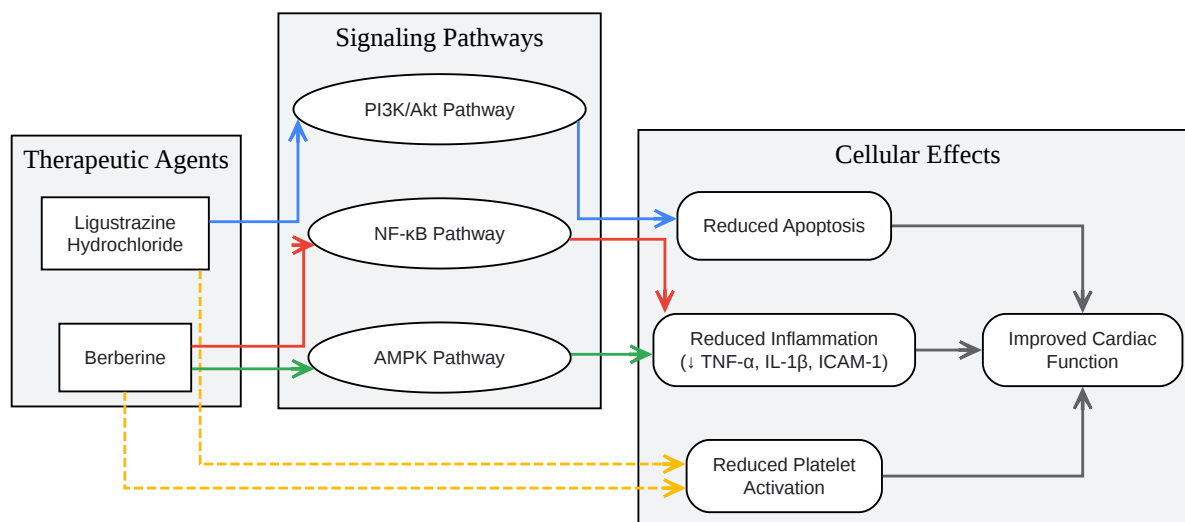 Signaling Pathways
PI3K/Akt Pathway
NF-κB Pathway
AMPK Pathway
Therapeutic Agents
Ligustrazine
Hydrochloride
Berberine
Cellular Effects
Reduced Apoptosis
Reduced Inflammation
(↓ TNF-α, IL-1β, ICAM-1)
Improved Cardiac
Function
Reduced Platelet
Activation